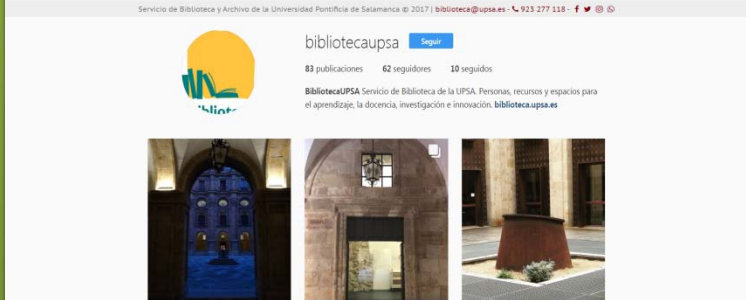 Servicio de Biblioteca y Archivo de la Universidad Pontificia de Salamanca © 2017 | biblioteca@upsa.es - 923 277 118 -
bibliotecaupsa Seguir
83 publicaciones 62 seguidores 10 seguidos
BibliotecaUPSA Servicio de Biblioteca de la UPSA. Personas, recursos y espacios para
el aprendizaje, la docencia, investigación e innovación. biblioteca.upsa.es